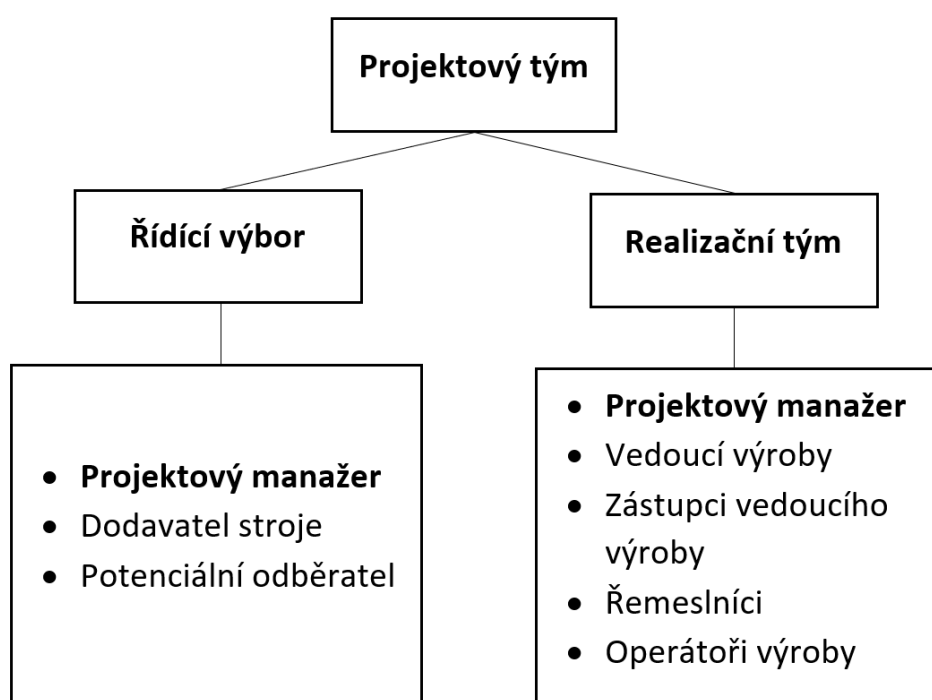 Projektový tým
Řídící výbor
Realizační tým
• Projektový manažer
• Dodavatel stroje
• Potenciální odběratel
• Projektový manažer
• Vedoucí výroby
• Zástupci vedoucího
výroby
• Řemeslníci
• Operátoři výroby